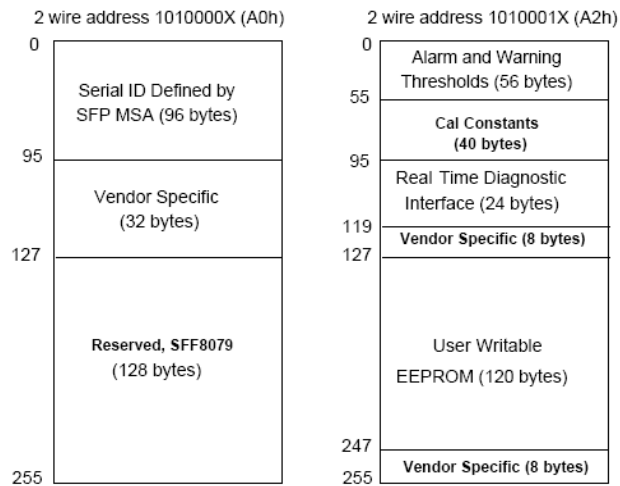 2 wire address 1010000X (A0h)
0
Serial ID Defined by
SFP MSA (96 bytes)
95
Vendor Specific
(32 bytes)
127
Reserved, SFF8079
(128 bytes)
255
2 wire address 1010001X (A2h)
0
Alarm and Warning
Thresholds (56 bytes)
55
Cal Constants
(40 bytes)
95
Real Time Diagnostic
Interface (24 bytes)
119
Vendor Specific (8 bytes)
127
User Writable
EEPROM (120 bytes)
247
Vendor Specific (8 bytes)
255